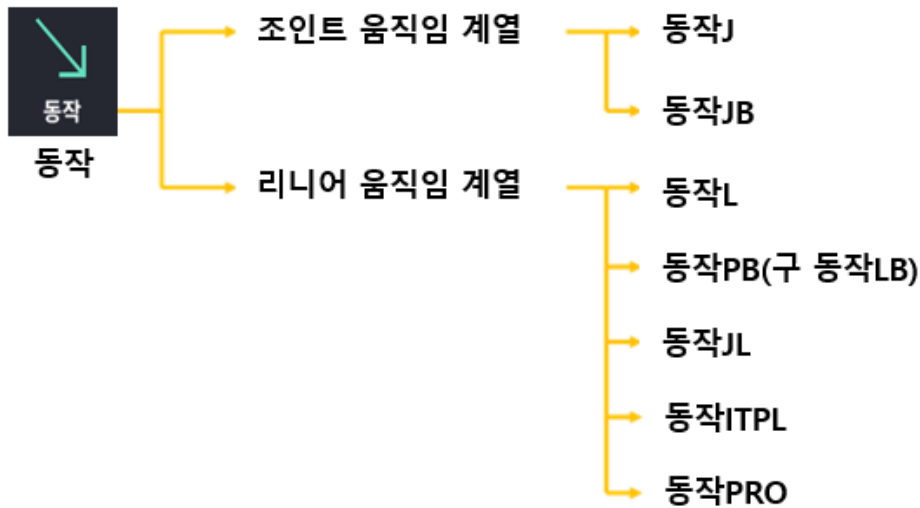 동작
동작
조인트 움직임 계열
동작J
동작JB
리니어 움직임 계열
동작L
동작PB(구 동작LB)
동작JL
동작ITPL
동작PRO